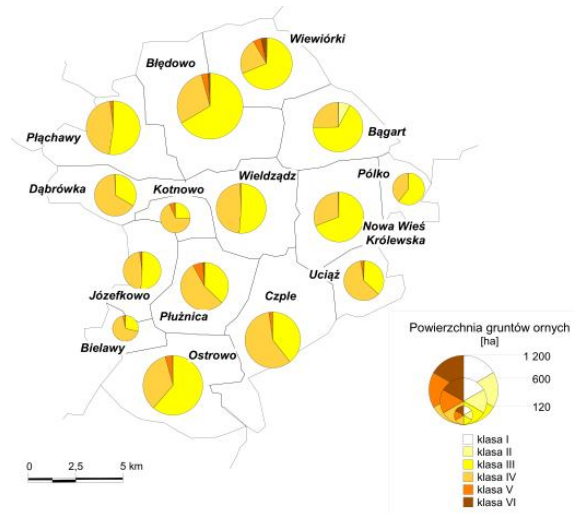 Wiewiórki
Błędowo
Płąchawy
Bągart
Dąbrówka
Kotnowo
Wieldządz
Pólko
Nowa Wieś
Królewska
Uciąż
Józefkowo
Płużnica
Czple
Bielawy
Ostrowo
Powierzchnia gruntów ornych
[ha]
1 200
600
120
klasa I
klasa II
klasa III
klasa IV
klasa V
klasa VI
0 2,5 5 km